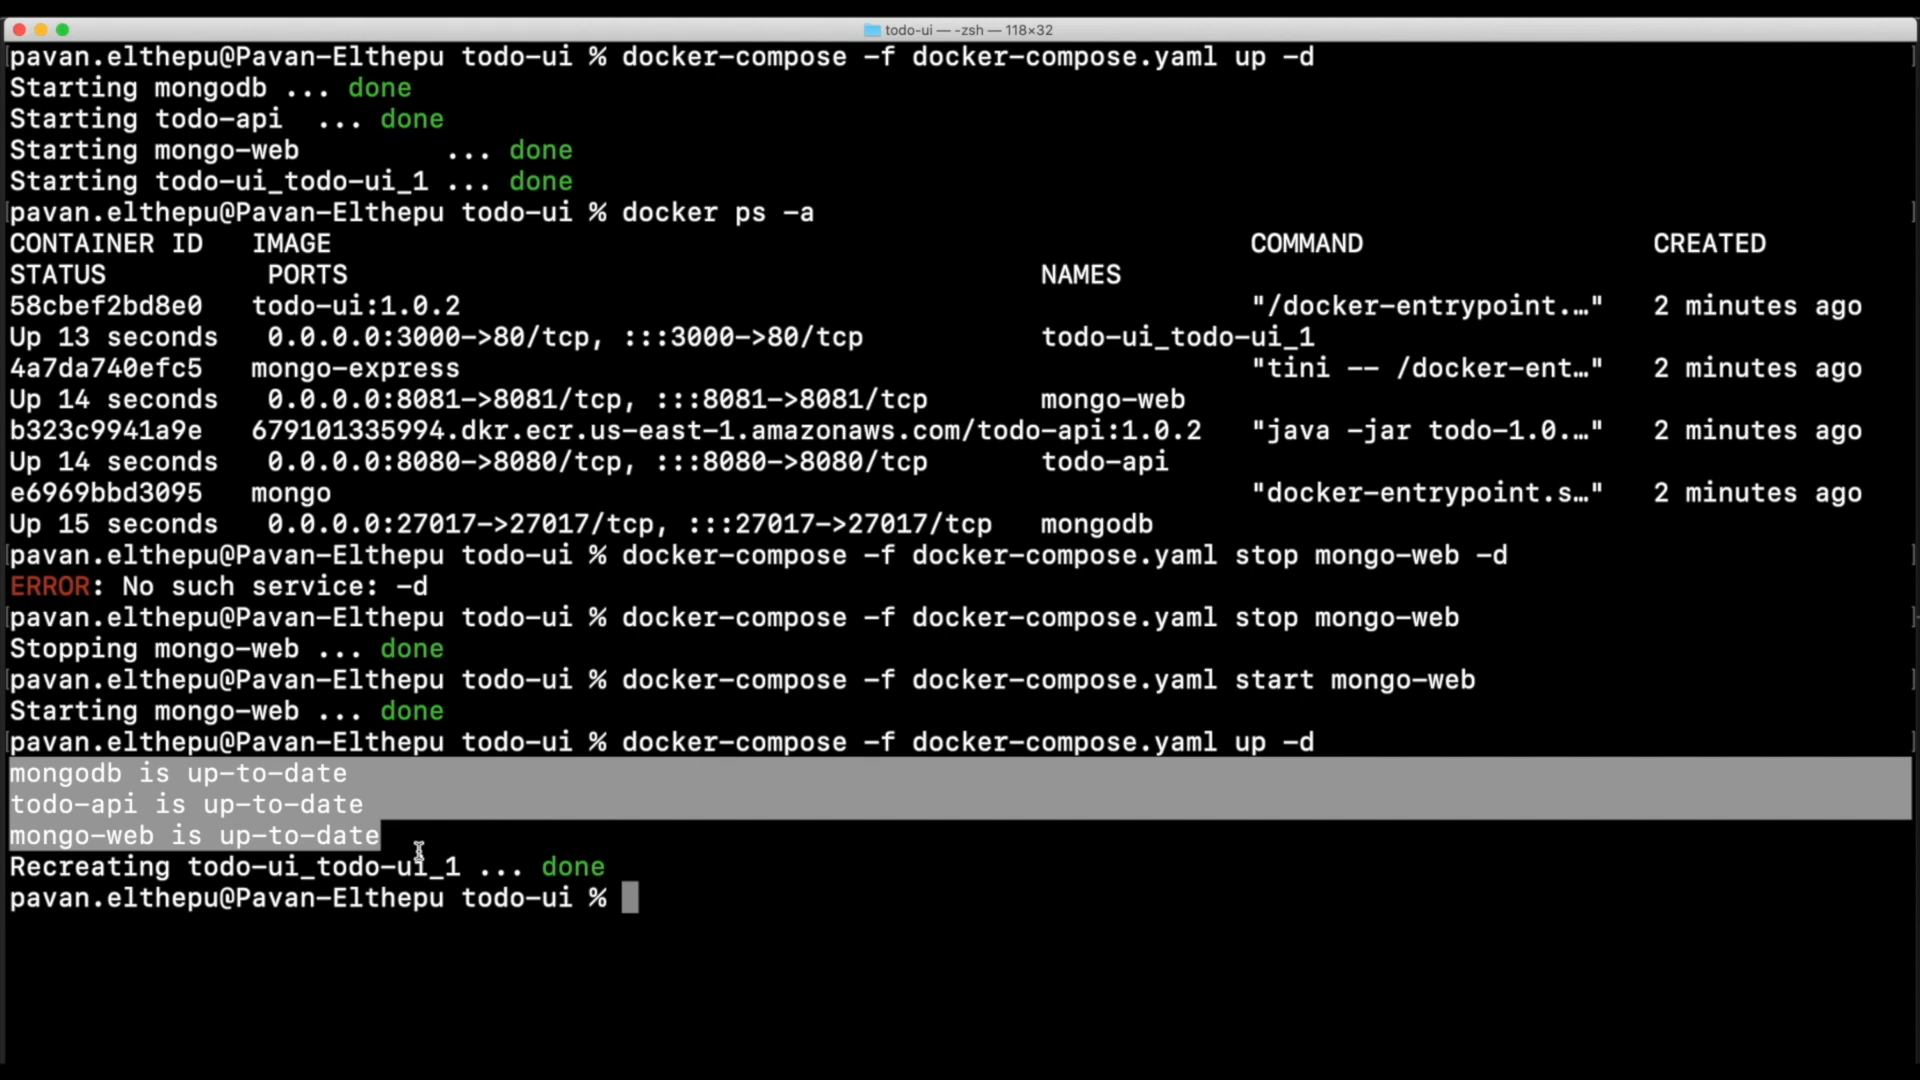 todo-ui — -zsh — 118×32
pavan.elthepu@Pavan-Elthepu todo-ui % docker-compose -f docker-compose.yaml up -d
Starting mongodb ... done
Starting todo-api  ... done
Starting mongo-web         ... done
Starting todo-ui_todo-ui_1 ... done
pavan.elthepu@Pavan-Elthepu todo-ui % docker ps -a
CONTAINER ID   IMAGE                                                         COMMAND                  CREATED
STATUS          PORTS                                           NAMES
58cbef2bd8e0   todo-ui:1.0.2                                                 "/docker-entrypoint.…"   2 minutes ago
Up 13 seconds   0.0.0.0:3000->80/tcp, :::3000->80/tcp           todo-ui_todo-ui_1
4a7da740efc5   mongo-express                                                 "tini -- /docker-ent…"   2 minutes ago
Up 14 seconds   0.0.0.0:8081->8081/tcp, :::8081->8081/tcp       mongo-web
b323c9941a9e   679101335994.dkr.ecr.us-east-1.amazonaws.com/todo-api:1.0.2   "java -jar todo-1.0.…"   2 minutes ago
Up 14 seconds   0.0.0.0:8080->8080/tcp, :::8080->8080/tcp       todo-api
e6969bbd3095   mongo                                                         "docker-entrypoint.s…"   2 minutes ago
Up 15 seconds   0.0.0.0:27017->27017/tcp, :::27017->27017/tcp   mongodb
pavan.elthepu@Pavan-Elthepu todo-ui % docker-compose -f docker-compose.yaml stop mongo-web -d
ERROR: No such service: -d
pavan.elthepu@Pavan-Elthepu todo-ui % docker-compose -f docker-compose.yaml stop mongo-web
Stopping mongo-web ... done
pavan.elthepu@Pavan-Elthepu todo-ui % docker-compose -f docker-compose.yaml start mongo-web
Starting mongo-web ... done
pavan.elthepu@Pavan-Elthepu todo-ui % docker-compose -f docker-compose.yaml up -d
mongodb is up-to-date
todo-api is up-to-date
mongo-web is up-to-date
Recreating todo-ui_todo-ui_1 ... done
pavan.elthepu@Pavan-Elthepu todo-ui %